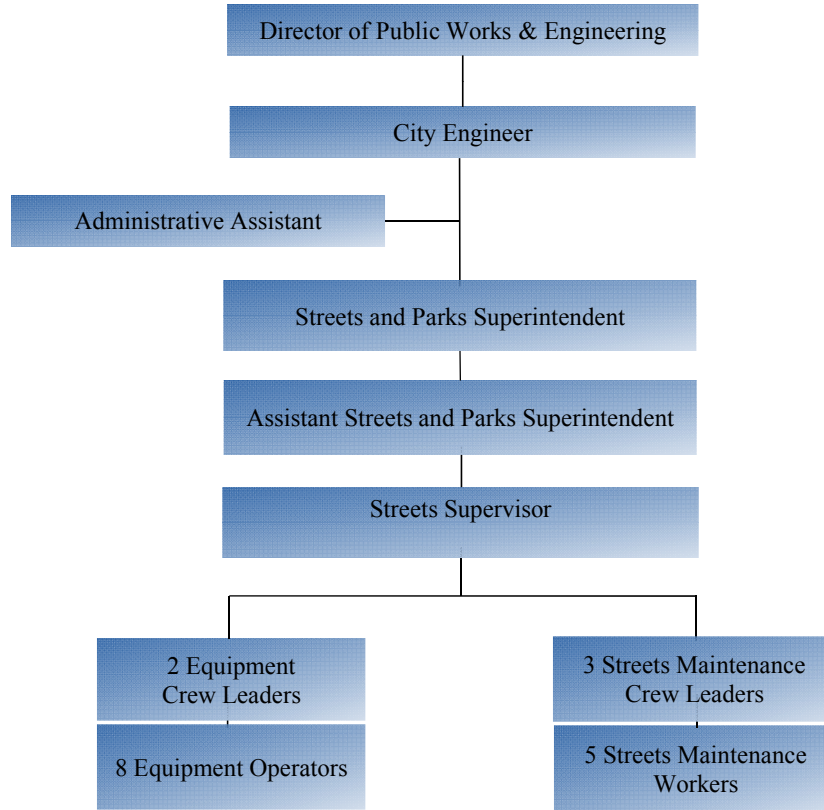 Director of Public Works & Engineering
City Engineer
Administrative Assistant
Streets and Parks Superintendent
Assistant Streets and Parks Superintendent
Streets Supervisor
2 Equipment
Crew Leaders
8 Equipment Operators
3 Streets Maintenance
Crew Leaders
5 Streets Maintenance
Workers